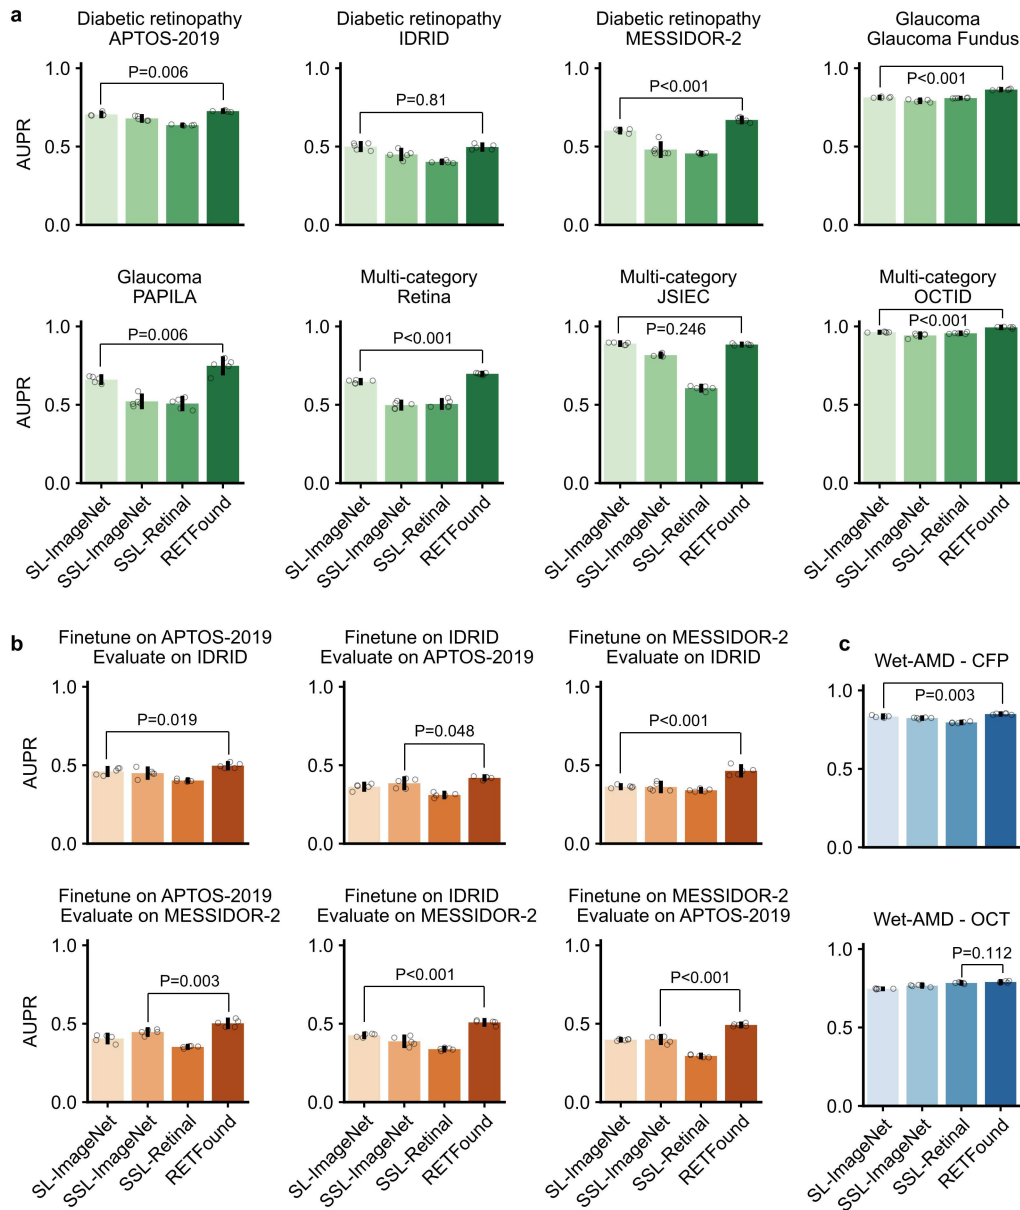 a
Diabetic retinopathy
APTOS-2019
Diabetic retinopathy
IDRID
Diabetic retinopathy
MESSIDOR-2
Glaucoma
Glaucoma Fundus
AUPR
1.0
0.5
0.0
P=0.006
1.0
0.5
0.0
P=0.81
1.0
0.5
0.0
P<0.001
1.0
0.5
0.0
P<0.001
Glaucoma
PAPILA
Multi-category
Retina
Multi-category
JSIEC
Multi-category
OCTID
AUPR
1.0
0.5
0.0
P=0.006
1.0
0.5
0.0
P<0.001
1.0
0.5
0.0
P=0.246
1.0
0.5
0.0
P<0.001
SL-ImageNet
SSL-ImageNet
SSL-Retinal
RETFound
SL-ImageNet
SSL-ImageNet
SSL-Retinal
RETFound
SL-ImageNet
SSL-ImageNet
SSL-Retinal
RETFound
SL-ImageNet
SSL-ImageNet
SSL-Retinal
RETFound
b
Finetune on APTOS-2019
Evaluate on IDRID
Finetune on IDRID
Evaluate on APTOS-2019
Finetune on MESSIDOR-2
Evaluate on IDRID
AUPR
1.0
0.5
0.0
P=0.019
1.0
0.5
0.0
P=0.048
1.0
0.5
0.0
P<0.001
Finetune on APTOS-2019
Evaluate on MESSIDOR-2
Finetune on IDRID
Evaluate on MESSIDOR-2
Finetune on MESSIDOR-2
Evaluate on APTOS-2019
AUPR
1.0
0.5
0.0
P=0.003
1.0
0.5
0.0
P<0.001
1.0
0.5
0.0
P<0.001
SL-ImageNet
SSL-ImageNet
SSL-Retinal
RETFound
SL-ImageNet
SSL-ImageNet
SSL-Retinal
RETFound
SL-ImageNet
SSL-ImageNet
SSL-Retinal
RETFound
c
Wet-AMD - CFP
1.0
0.5
0.0
P=0.003
Wet-AMD - OCT
1.0
0.5
0.0
P=0.112
SL-ImageNet
SSL-ImageNet
SSL-Retinal
RETFound